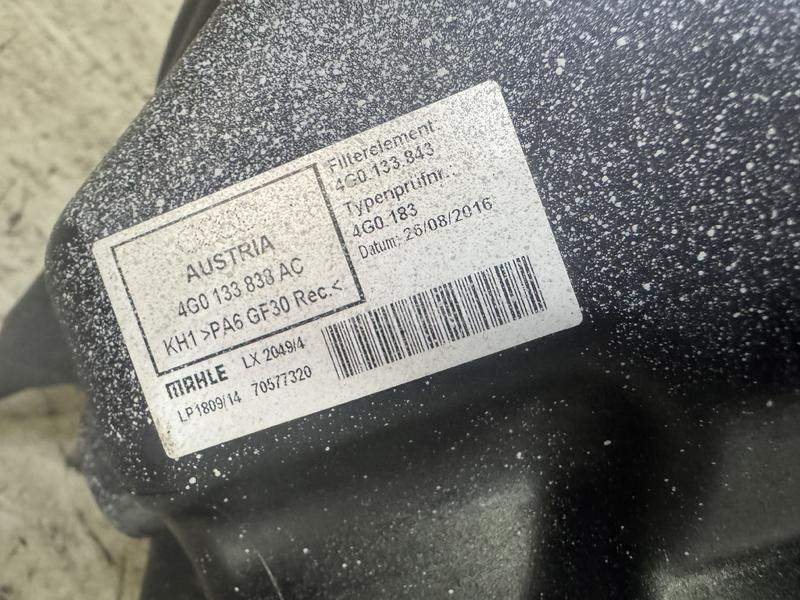 AUSTRIA
4G0 133 838 AC
KH1 >PA6 GF30 Rec.<
Filterelement:
4G0.133.843
Typenprüfnr.:
4G0 183
Datum: 26/08/2016
MAHLE LX 2049/4
LP1809/14 70577320